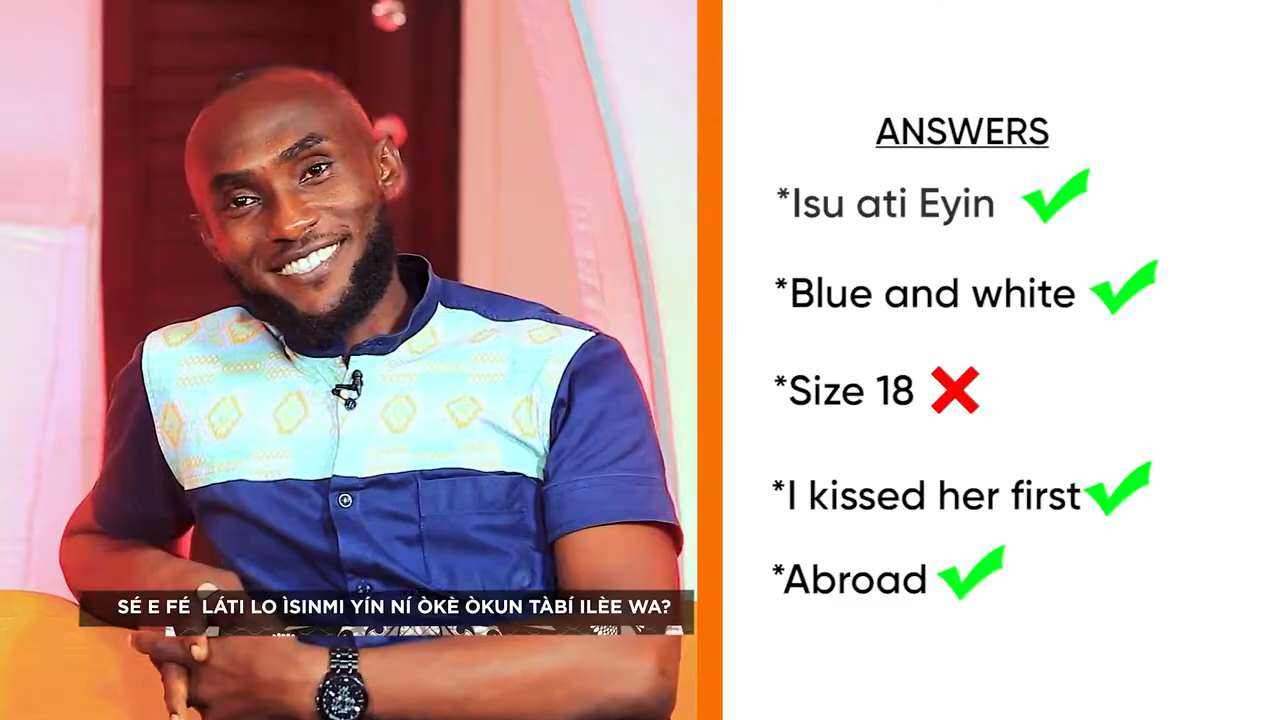 ANSWERS
*Isu ati Eyin
*Blue and white
*Size 18
*I kissed her first
*Abroad
SÉ E FÉ LÁTI LO ÌSINMI YÍN NÍ ÒKÈ ÒKUN TÀBÍ ILÈE WA?